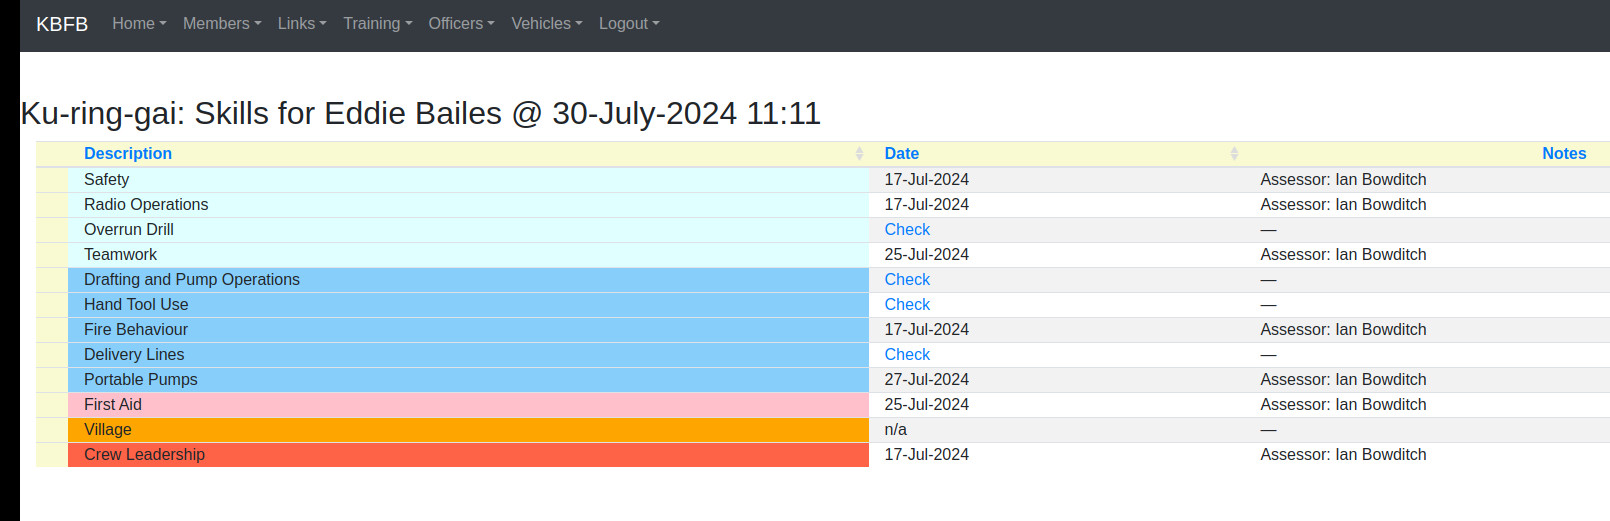 KBFB Home Members Links Training Officers Vehicles Logout
Ku-ring-gai: Skills for Eddie Bailes @ 30-July-2024 11:11
Description Date Notes
Safety 17-Jul-2024 Assessor: Ian Bowditch
Radio Operations 17-Jul-2024 Assessor: Ian Bowditch
Overrun Drill Check —
Teamwork 25-Jul-2024 Assessor: Ian Bowditch
Drafting and Pump Operations Check —
Hand Tool Use Check —
Fire Behaviour 17-Jul-2024 Assessor: Ian Bowditch
Delivery Lines Check —
Portable Pumps 27-Jul-2024 Assessor: Ian Bowditch
First Aid 25-Jul-2024 Assessor: Ian Bowditch
Village n/a —
Crew Leadership 17-Jul-2024 Assessor: Ian Bowditch